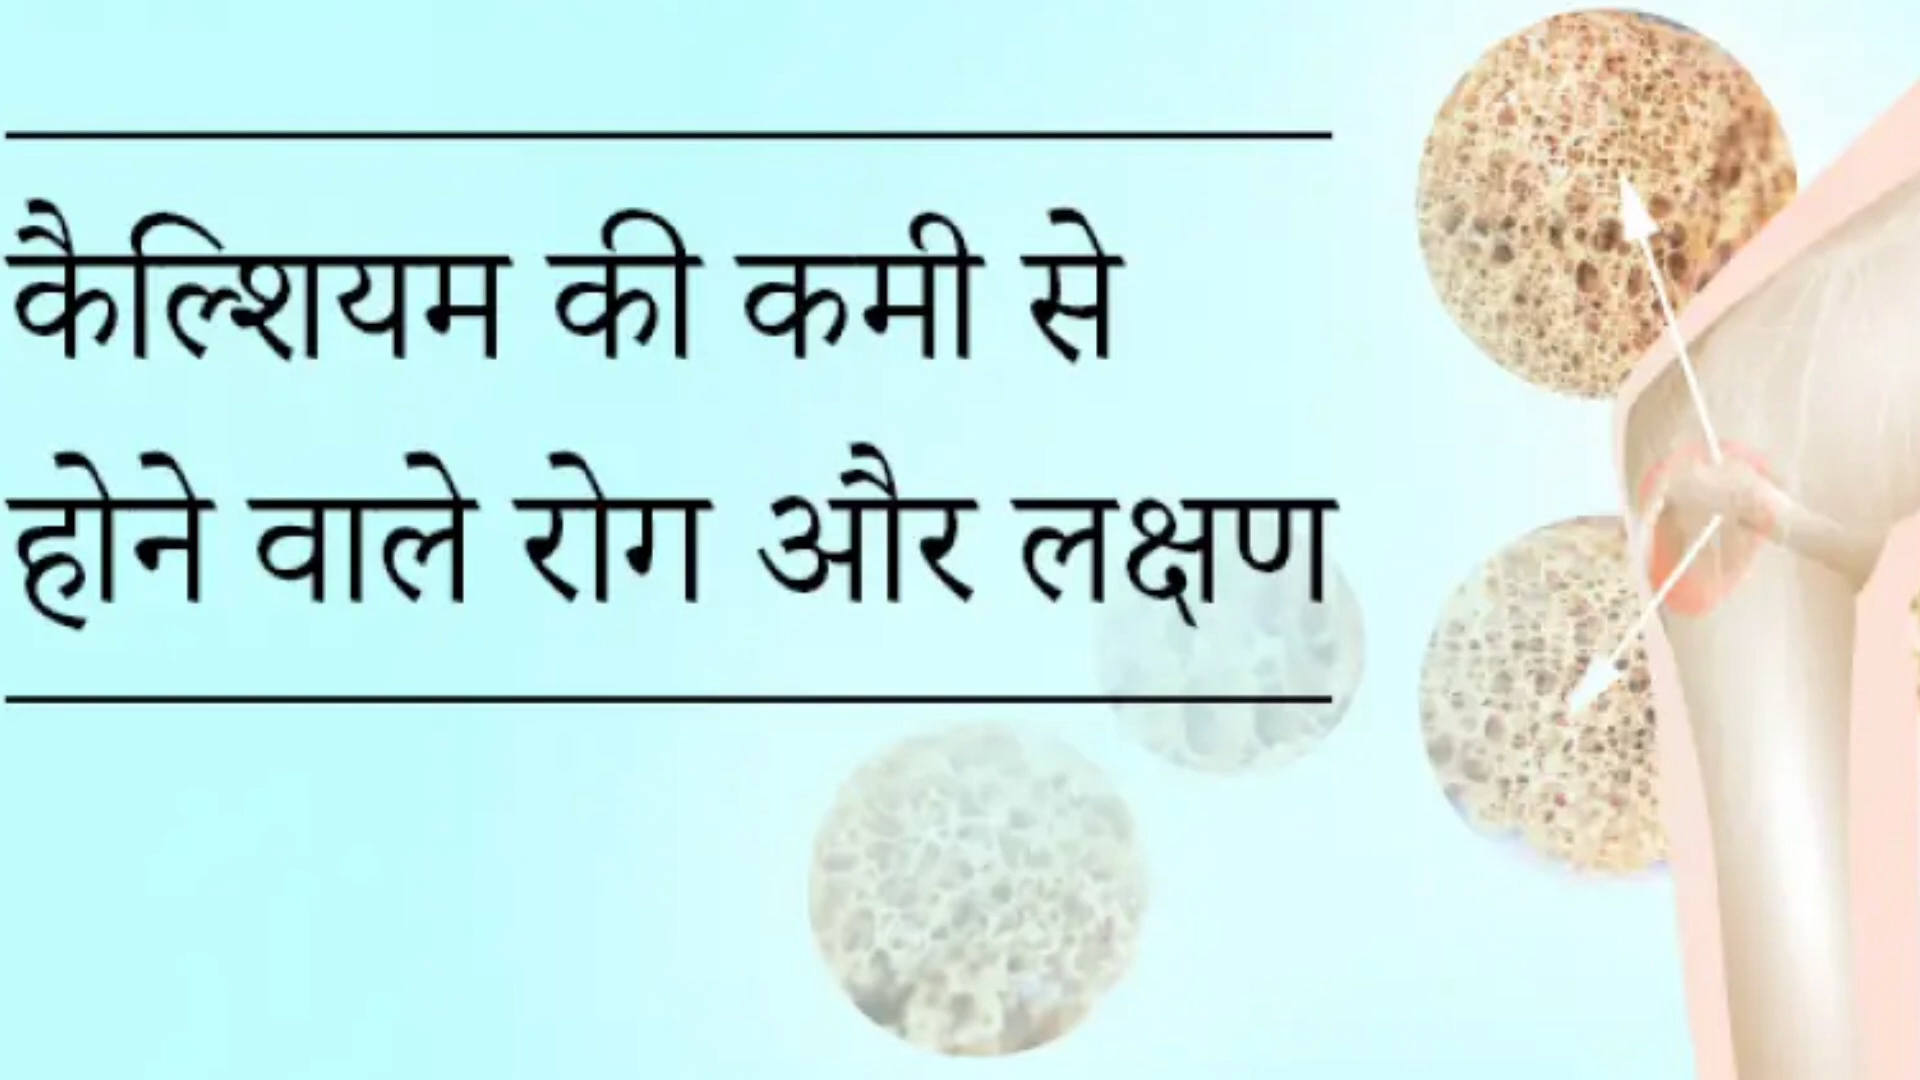 कैल्शियम की कमी से
होने वाले रोग और लक्षण